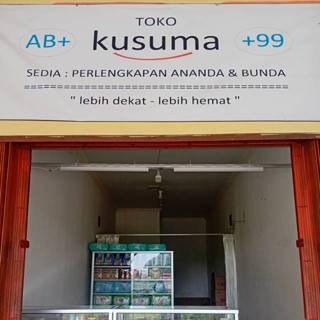 TOKO
AB+ kusuma +99
SEDIA : PERLENGKAPAN ANANDA & BUNDA
" lebih dekat - lebih hemat "